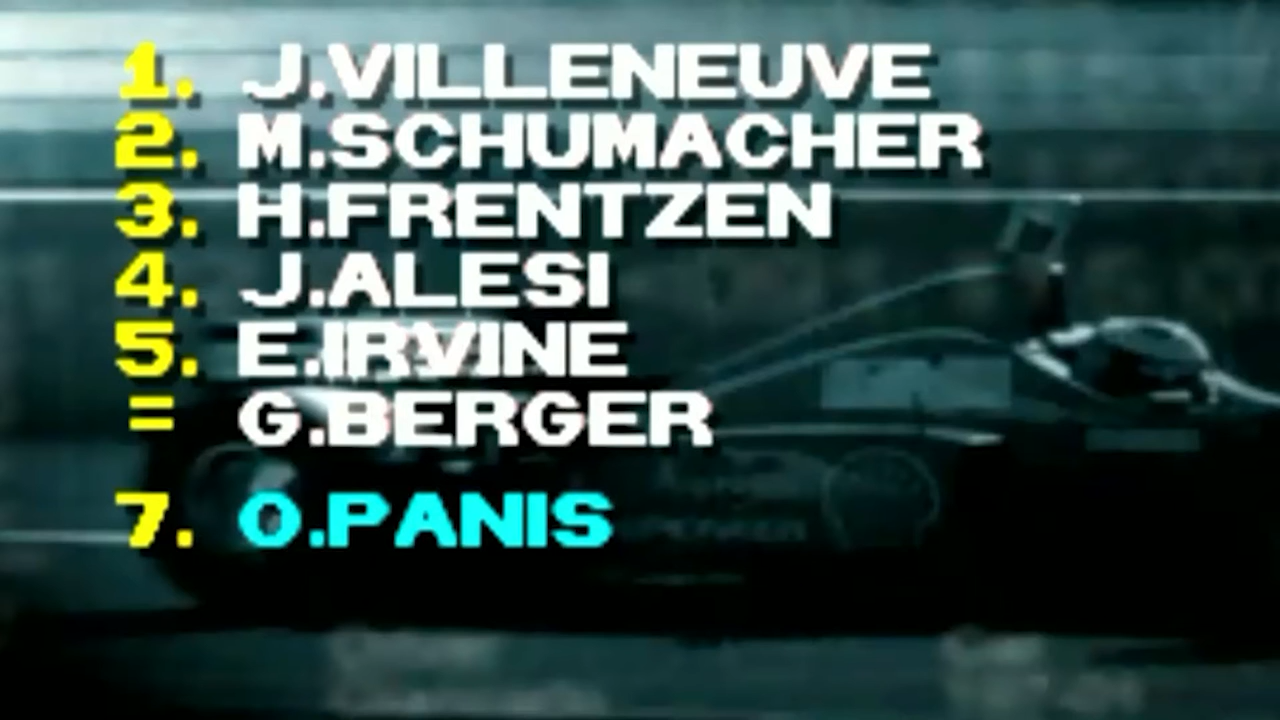 1. J.VILLENEUVE
2. M.SCHUMACHER
3. H.FRENTZEN
4. J.ALESI
5. E.IRVINE
= G.BERGER
7. O.PANIS